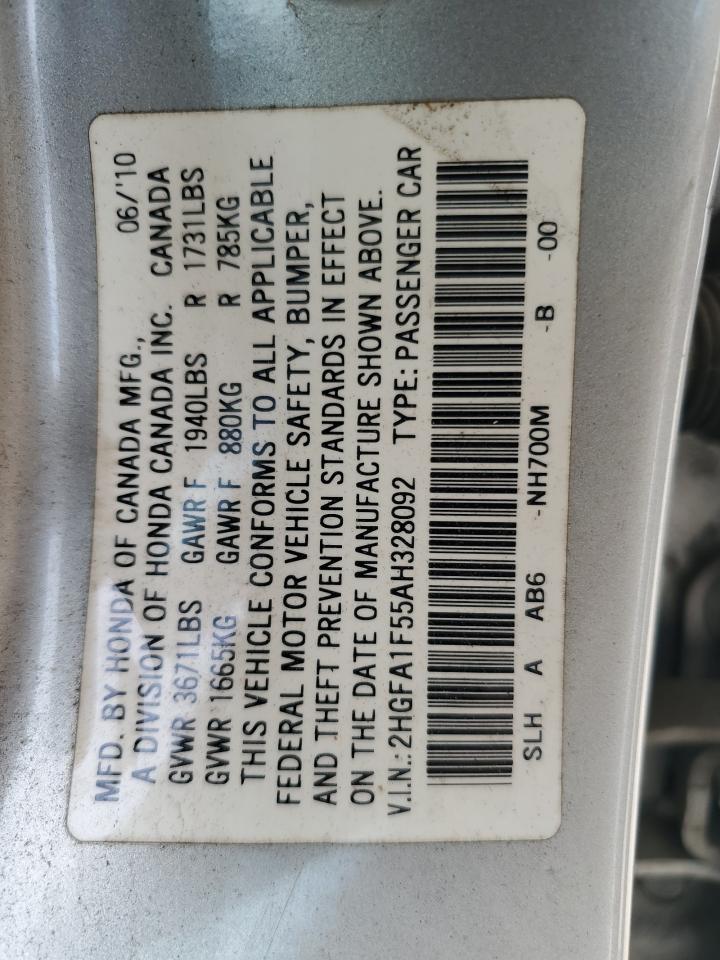 MFD. BY HONDA OF CANADA MFG., 06/'10
A DIVISION OF HONDA CANADA INC. CANADA
GVWR 3671LBS GAWR F 1940LBS R 1731LBS
GVWR 1665KG GAWR F 880KG R 785KG
THIS VEHICLE CONFORMS TO ALL APPLICABLE
FEDERAL MOTOR VEHICLE SAFETY, BUMPER,
AND THEFT PREVENTION STANDARDS IN EFFECT
ON THE DATE OF MANUFACTURE SHOWN ABOVE.
V.I.N.: 2HGFA1F55AH328092 TYPE: PASSENGER CAR
SLH A AB6 -NH700M -B -00